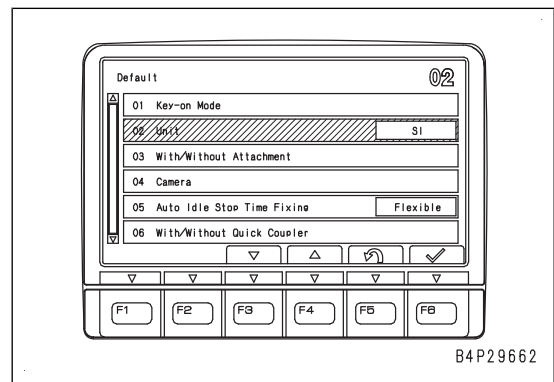 Default 02
01 Key-on Mode
02 Unit SI
03 With/Without Attachment
04 Camera
05 Auto Idle Stop Time Fixing Flexible
06 With/Without Quick Coupler
F1 F2 F3 F4 F5 F6
B4P29662